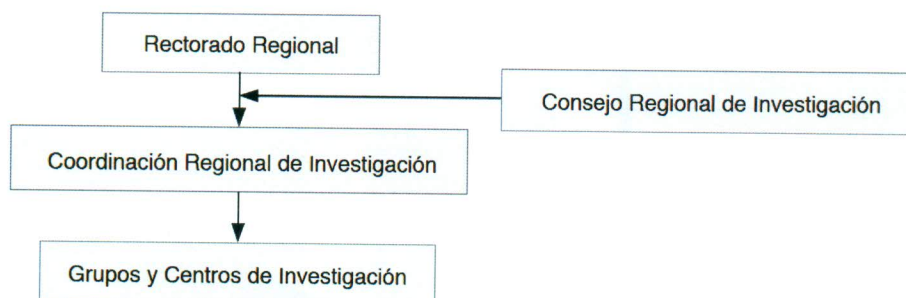 Rectorado Regional
Consejo Regional de Investigación
Coordinación Regional de Investigación
Grupos y Centros de Investigación